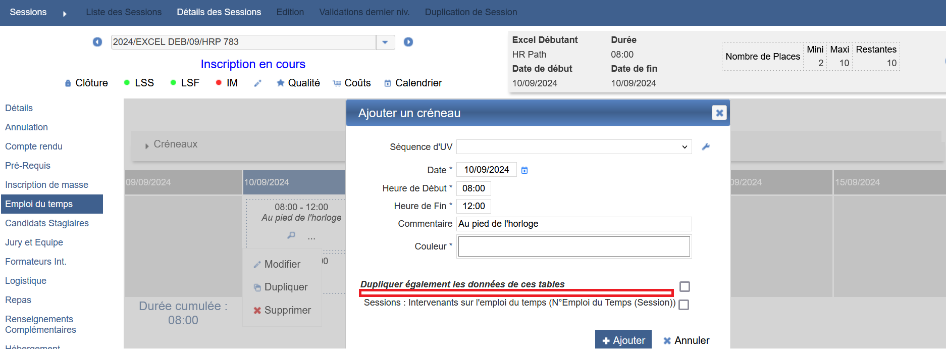 Sessions Liste des Sessions Détails des Sessions Edition Validations dernier niv. Duplication de Session
2024/EXCEL DEB/09/HRP 783
Inscription en cours
Clôture LSS LSF IM Qualité Coûts Calendrier
Excel Débutant Durée
HR Path 08:00
Date de début Date de fin
10/09/2024 10/09/2024
Nombre de Places Mini Maxi Restantes
2 10 10
Détails
Annulation
Compte rendu
Pré-Requis
Inscription de masse
Emploi du temps
Candidats Stagiaires
Jury et Equipe
Formateurs Int.
Logistique
Repas
Renseignements
Complémentaires
Hébergement
Créneaux
09/09/2024 10/09/2024 15/09/2024
08:00 - 12:00
Au pied de l'horloge
...
Modifier
Dupliquer
Supprimer
Durée cumulée :
08:00
Ajouter un créneau
Séquence d'UV
Date * 10/09/2024
Heure de Début * 08:00
Heure de Fin * 12:00
Commentaire Au pied de l'horloge
Couleur *
Dupliquer également les données de ces tables
Sessions : Intervenants sur l'emploi du temps (N°Emploi du Temps (Session))
Ajouter Annuler